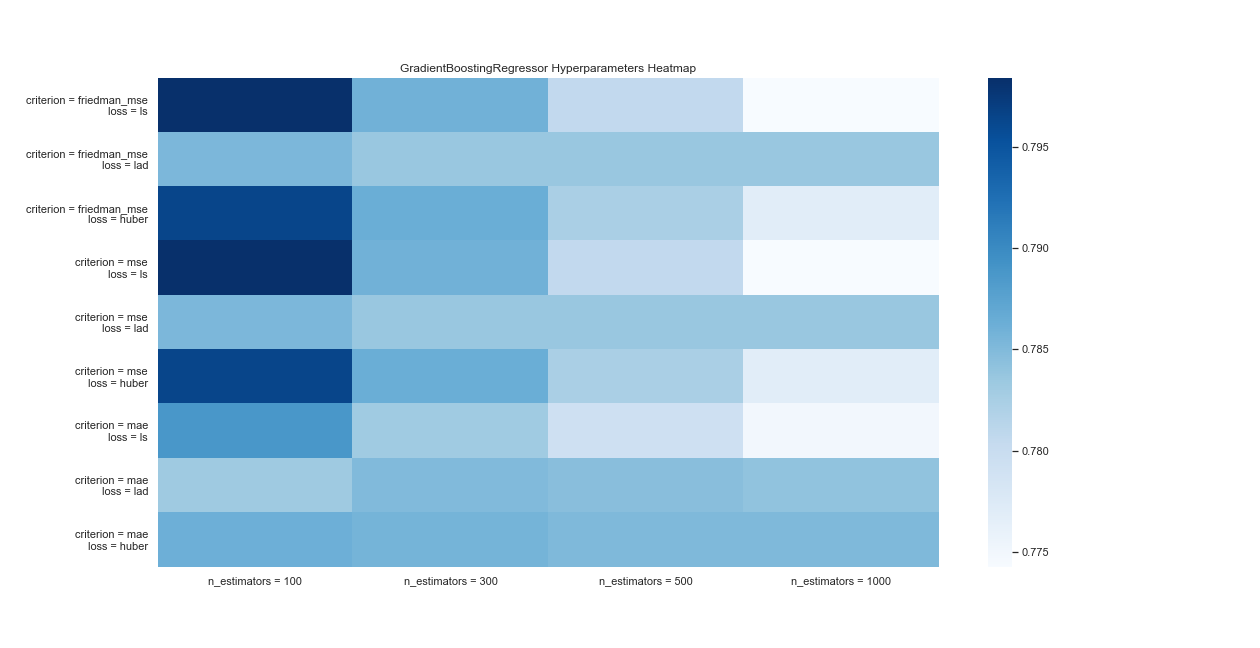 GradientBoostingRegressor Hyperparameters Heatmap
criterion = friedman_mse
loss = ls
criterion = friedman_mse
loss = lad
criterion = friedman_mse
loss = huber
criterion = mse
loss = ls
criterion = mse
loss = lad
criterion = mse
loss = huber
criterion = mae
loss = ls
criterion = mae
loss = lad
criterion = mae
loss = huber
n_estimators = 100
n_estimators = 300
n_estimators = 500
n_estimators = 1000
0.795
0.790
0.785
0.780
0.775